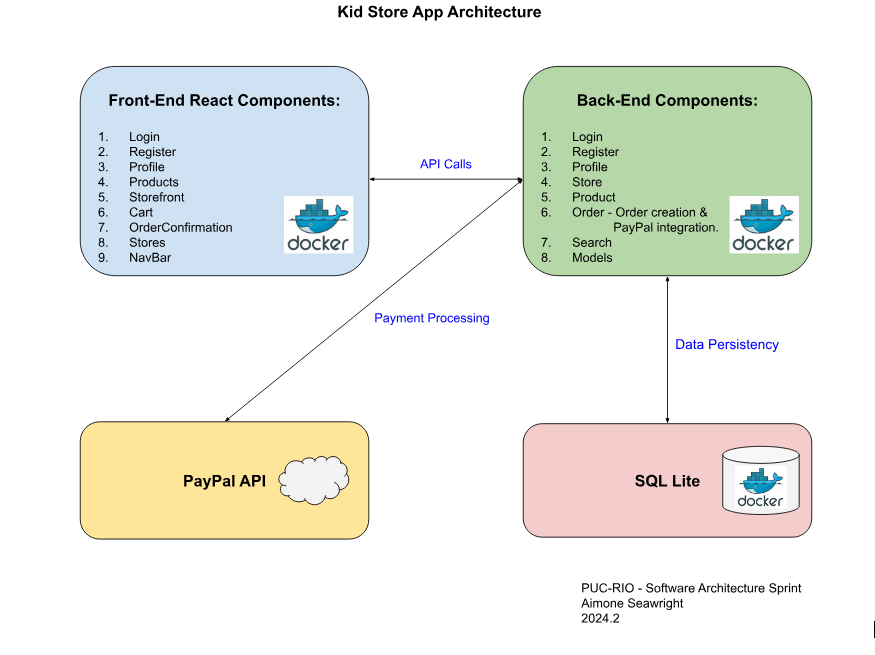 Kid Store App Architecture
Front-End React Components:
1. Login
2. Register
3. Profile
4. Products
5. Storefront
6. Cart
7. OrderConfirmation
8. Stores
9. NavBar
docker
API Calls
Back-End Components:
1. Login
2. Register
3. Profile
4. Store
5. Product
6. Order - Order creation &
PayPal integration.
7. Search
8. Models
docker
Payment Processing
Data Persistency
PayPal API
SQL Lite
docker
PUC-RIO - Software Architecture Sprint
Aimone Seawright
2024.2